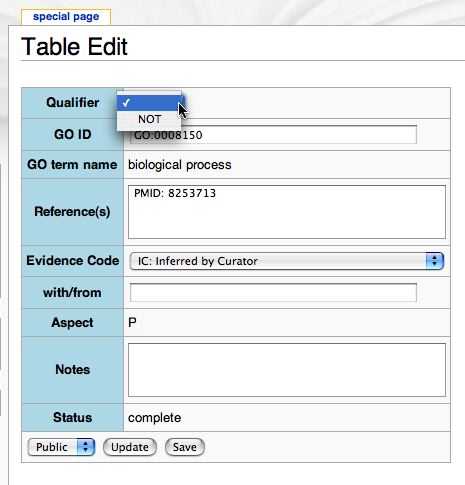 special page
Table Edit
Qualifier ✓
NOT
GO ID GO:0008150
GO term name biological process
Reference(s) PMID: 8253713
Evidence Code IC: Inferred by Curator
with/from
Aspect P
Notes
Status complete
Public Update Save